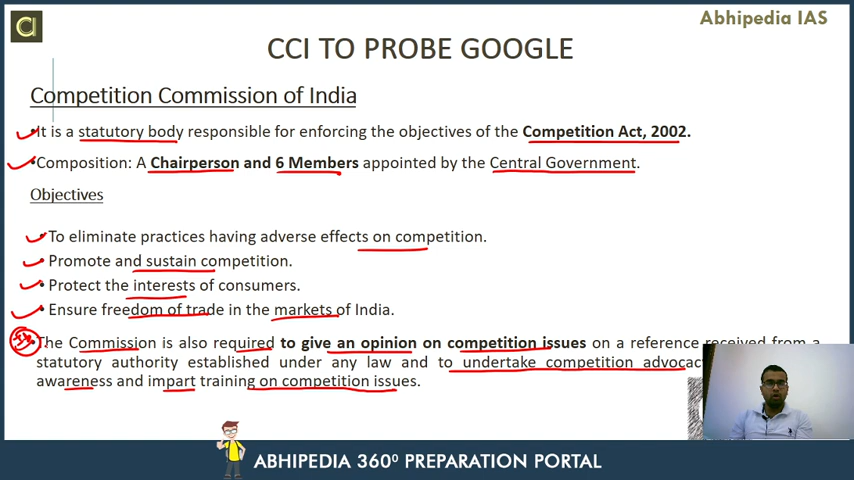 Abhipedia IAS
CCI TO PROBE GOOGLE
Competition Commission of India
•It is a statutory body responsible for enforcing the objectives of the Competition Act, 2002.
•Composition: A Chairperson and 6 Members appointed by the Central Government.
Objectives
• To eliminate practices having adverse effects on competition.
• Promote and sustain competition.
• Protect the interests of consumers.
• Ensure freedom of trade in the markets of India.
•The Commission is also required to give an opinion on competition issues on a reference received from a
statutory authority established under any law and to undertake competition
awareness and impart training on competition issues.
ABHIPEDIA 360⁰ PREPARATION PORTAL